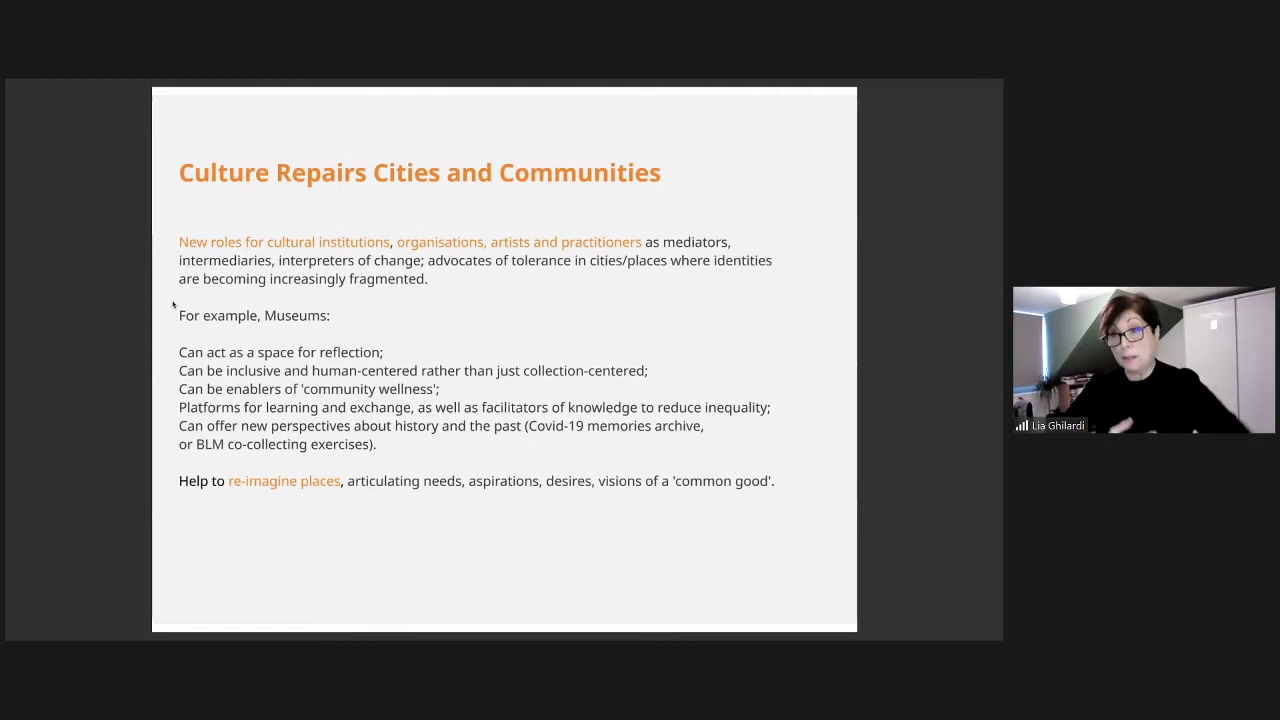 Culture Repairs Cities and Communities
New roles for cultural institutions, organisations, artists and practitioners as mediators,
intermediaries, interpreters of change; advocates of tolerance in cities/places where identities
are becoming increasingly fragmented.
For example, Museums:
Can act as a space for reflection;
Can be inclusive and human-centered rather than just collection-centered;
Can be enablers of 'community wellness';
Platforms for learning and exchange, as well as facilitators of knowledge to reduce inequality;
Can offer new perspectives about history and the past (Covid-19 memories archive,
or BLM co-collecting exercises).
Help to re-imagine places, articulating needs, aspirations, desires, visions of a 'common good'.
Lia Ghilardi